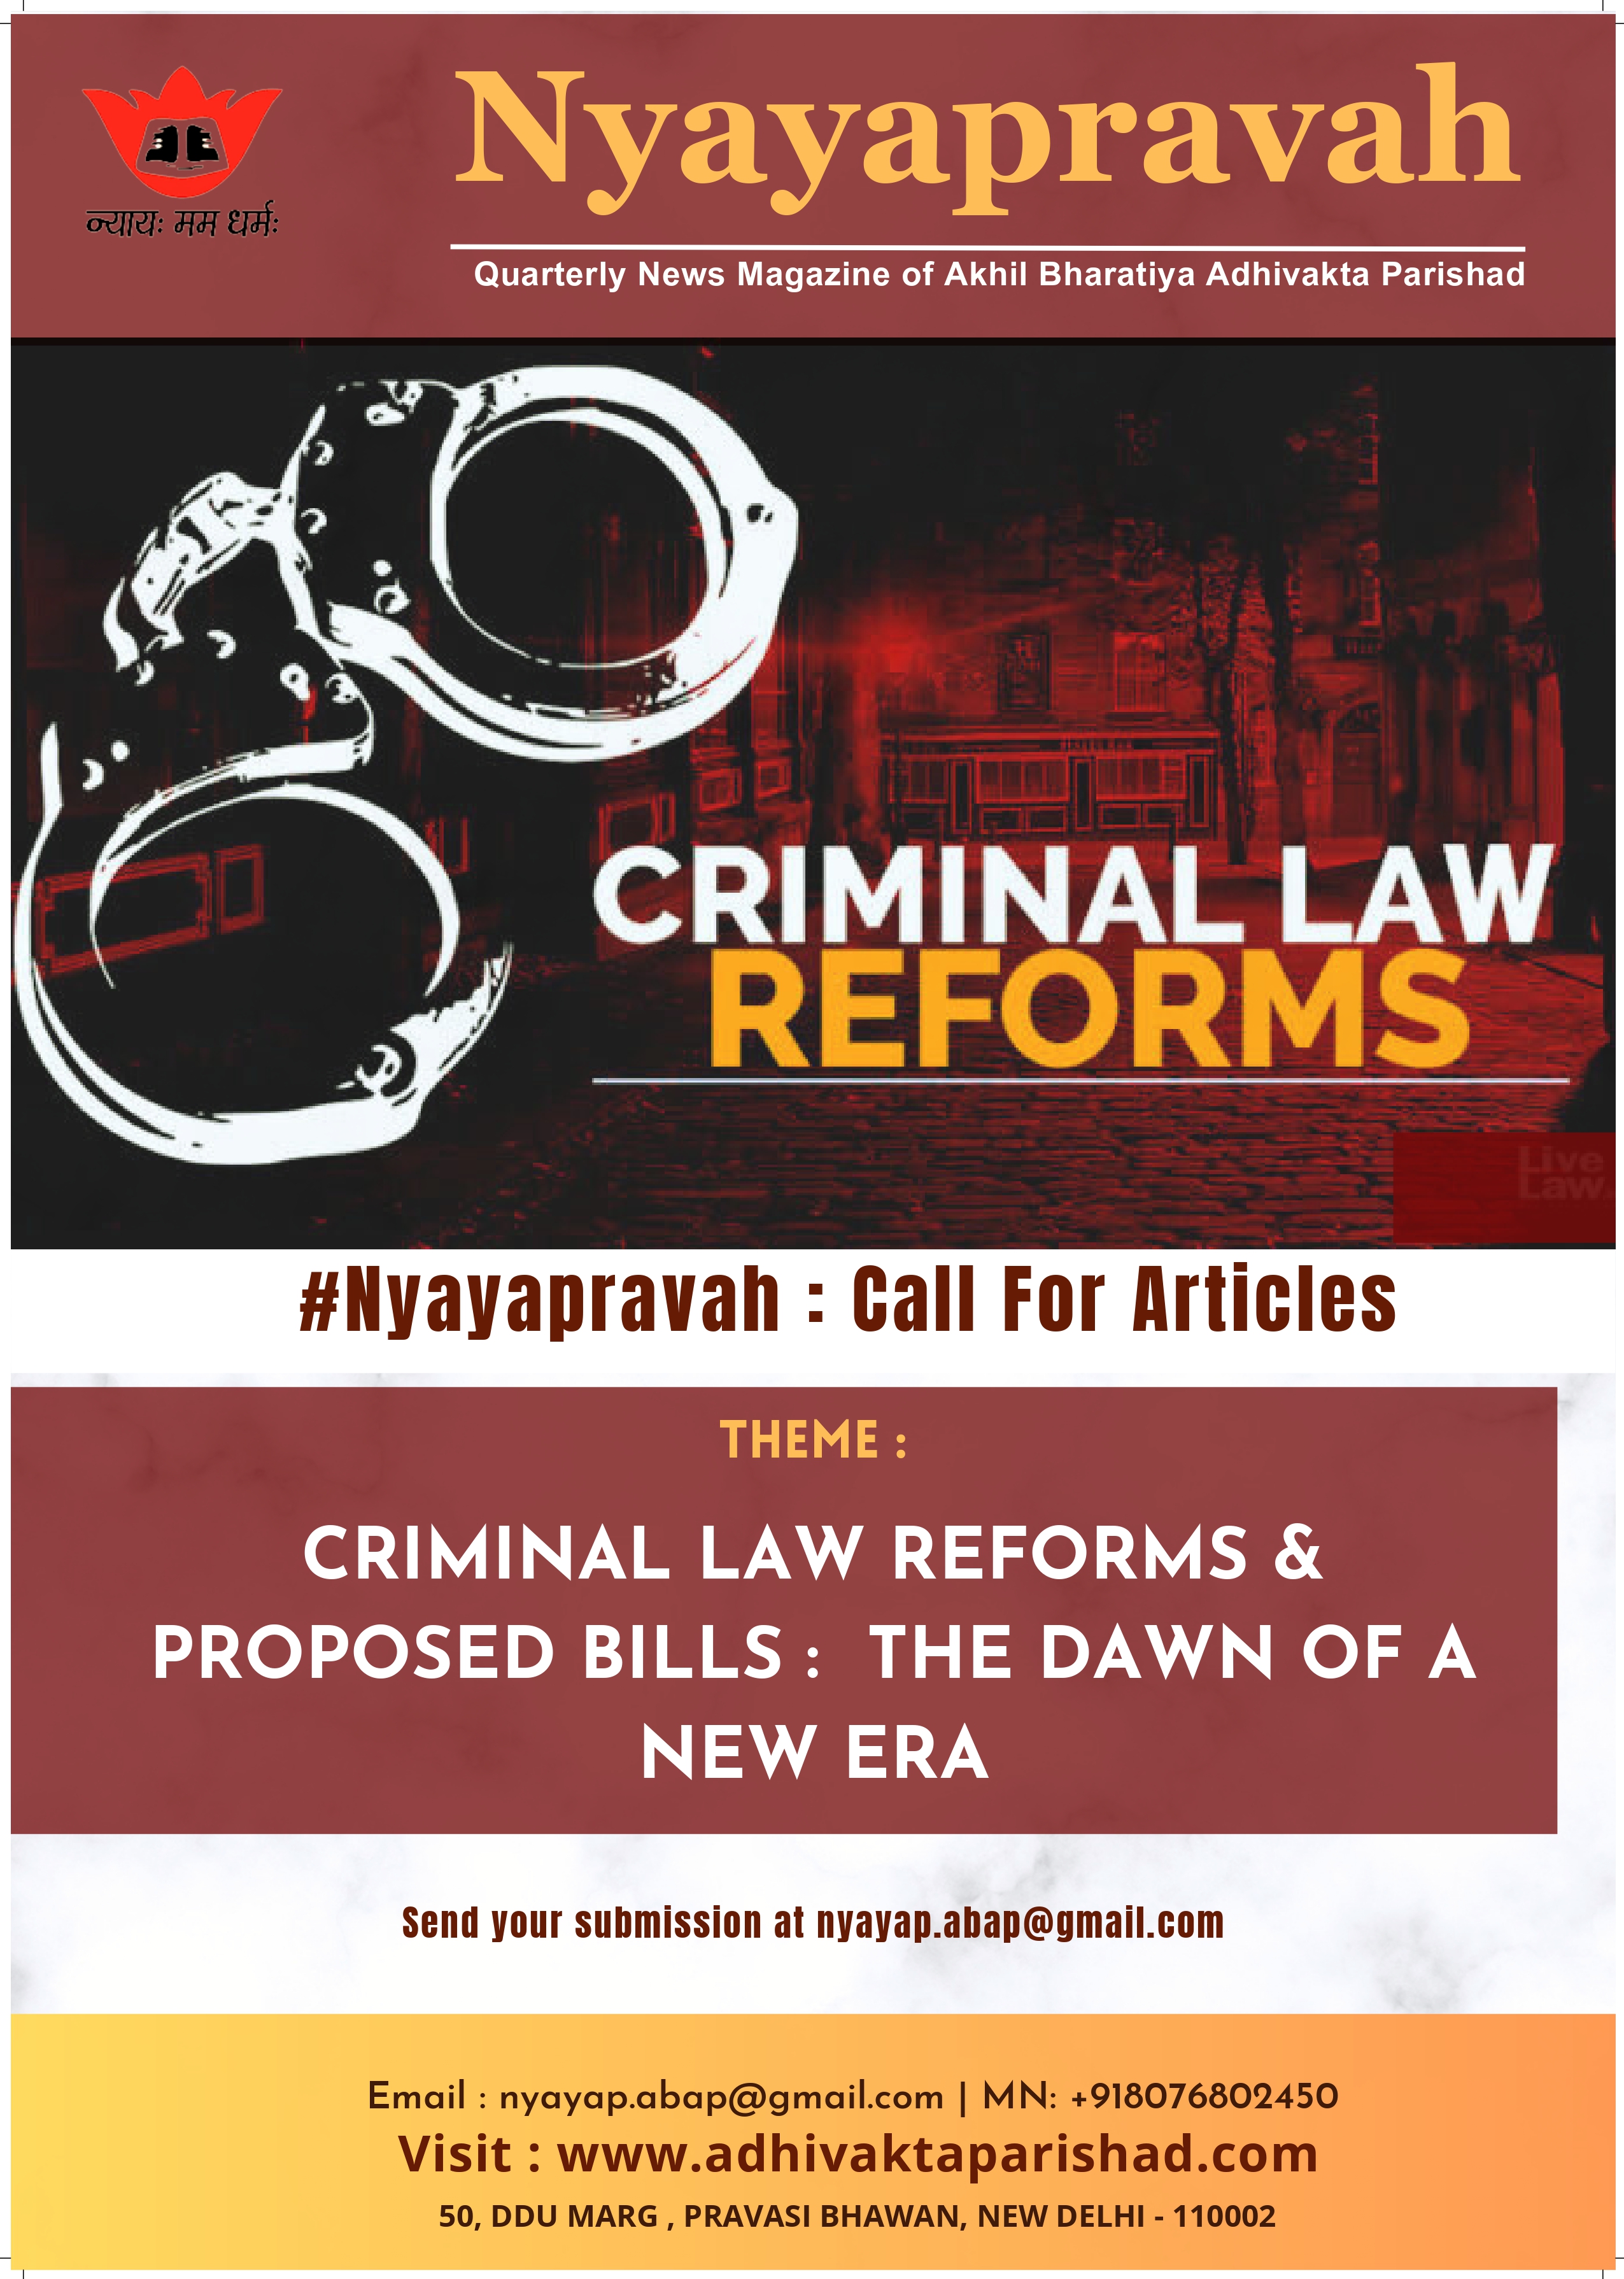 Nyayapravah
न्यायः मम धर्मः
Quarterly News Magazine of Akhil Bharatiya Adhivakta Parishad
CRIMINAL LAW
REFORMS
Live
Law.
#Nyayapravah : Call For Articles
THEME :
CRIMINAL LAW REFORMS &
PROPOSED BILLS : THE DAWN OF A
NEW ERA
Send your submission at nyayap.abap@gmail.com
Email : nyayap.abap@gmail.com | MN: +918076802450
Visit : www.adhivaktaparishad.com
50, DDU MARG , PRAVASI BHAWAN, NEW DELHI - 110002